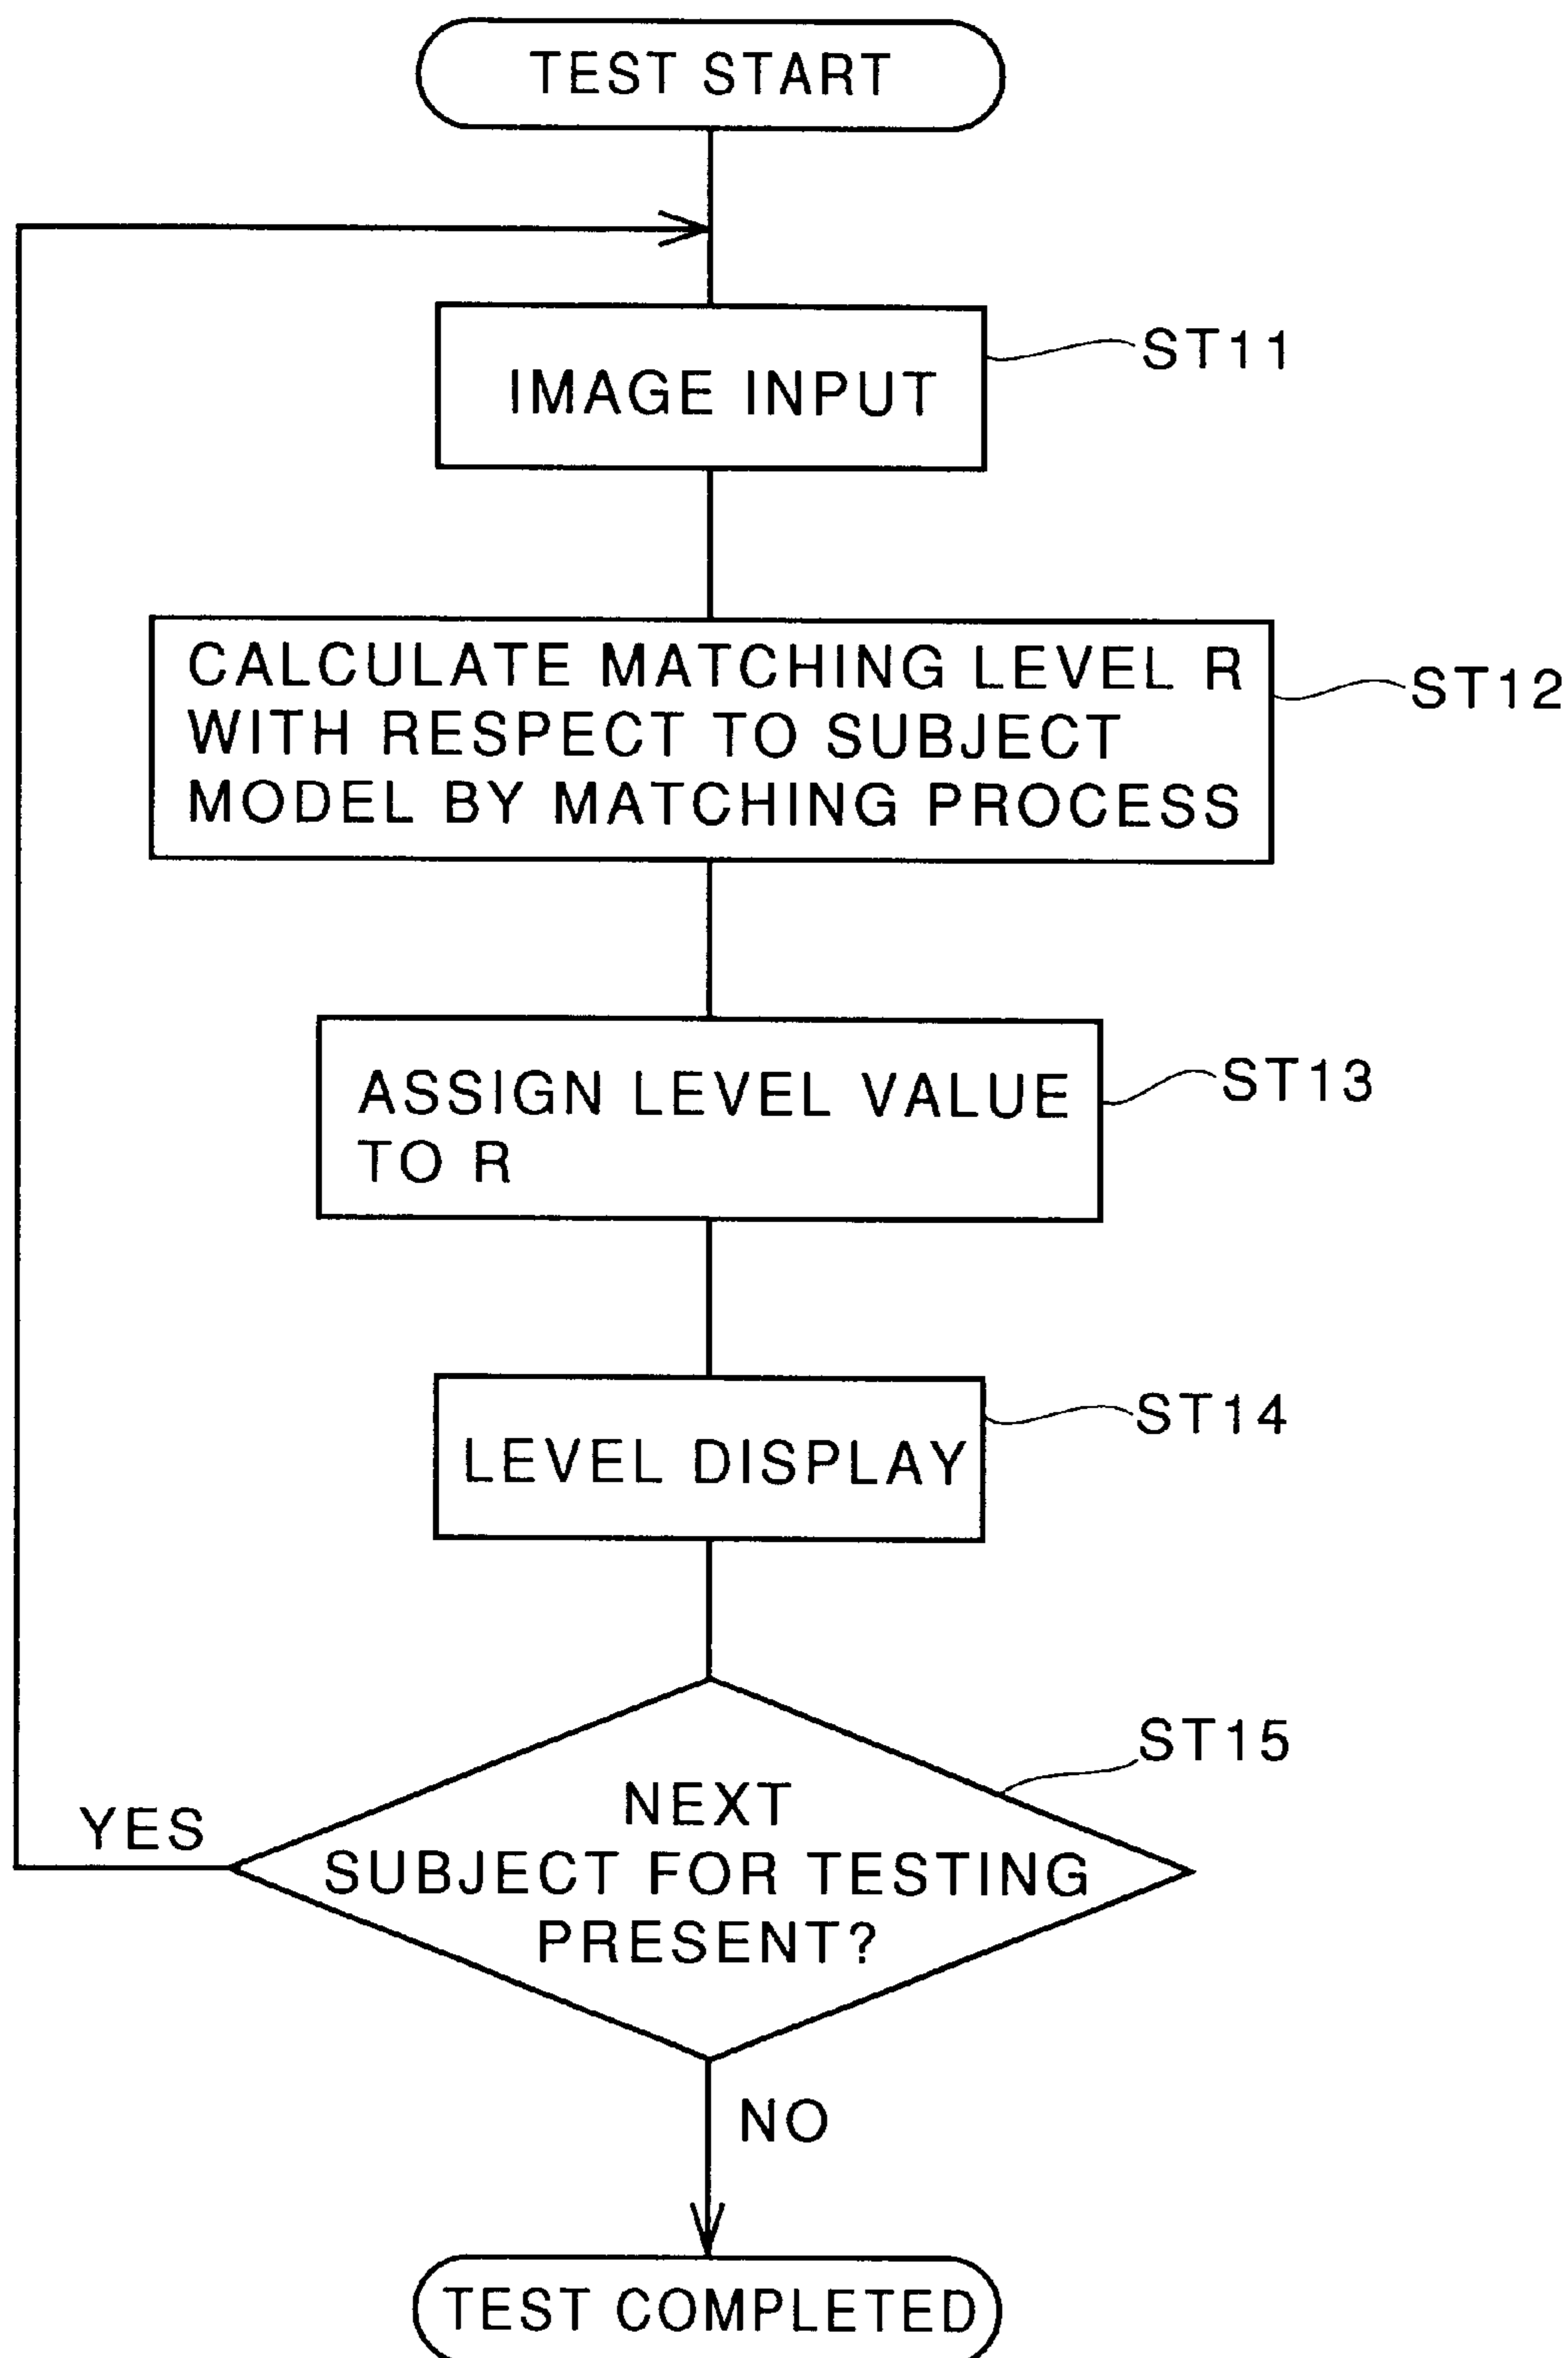 TEST START
IMAGE INPUT
ST11
CALCULATE MATCHING LEVEL R
WITH RESPECT TO SUBJECT
MODEL BY MATCHING PROCESS
ST12
ASSIGN LEVEL VALUE
TO R
ST13
LEVEL DISPLAY
ST14
NEXT
SUBJECT FOR TESTING
PRESENT?
ST15
YES
NO
TEST COMPLETED